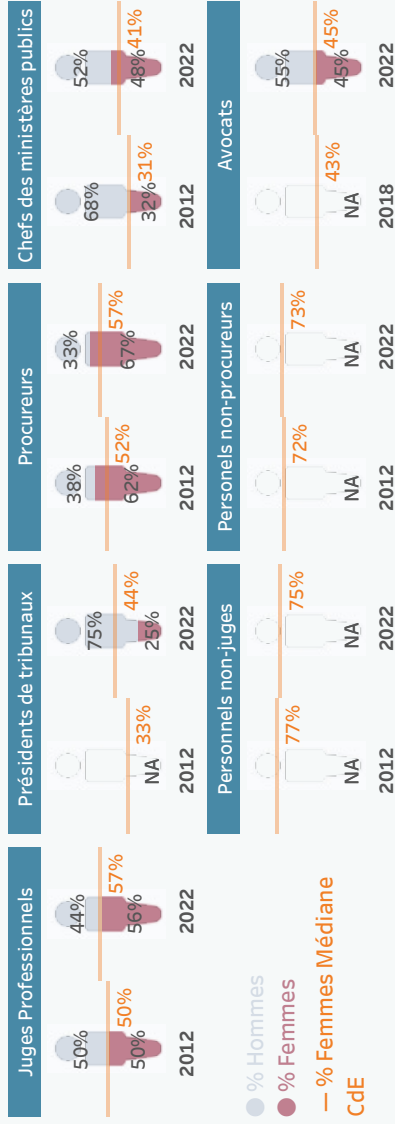 Juges Professionnels
50%
50%
50%
2012
44%
57%
56%
2022
Présidents de tribunaux
33%
NA
2012
75%
44%
25%
2022
Procureurs
38%
52%
62%
2012
33%
57%
67%
2022
Chefs des ministères publics
68%
31%
32%
2012
52%
41%
48%
2022
% Hommes
% Femmes
% Femmes Médiane
CdE
Personnels non-juges
77%
NA
2012
75%
NA
2022
Personels non-procureurs
72%
NA
2012
73%
NA
2022
Avocats
43%
NA
2018
55%
45%
45%
2022